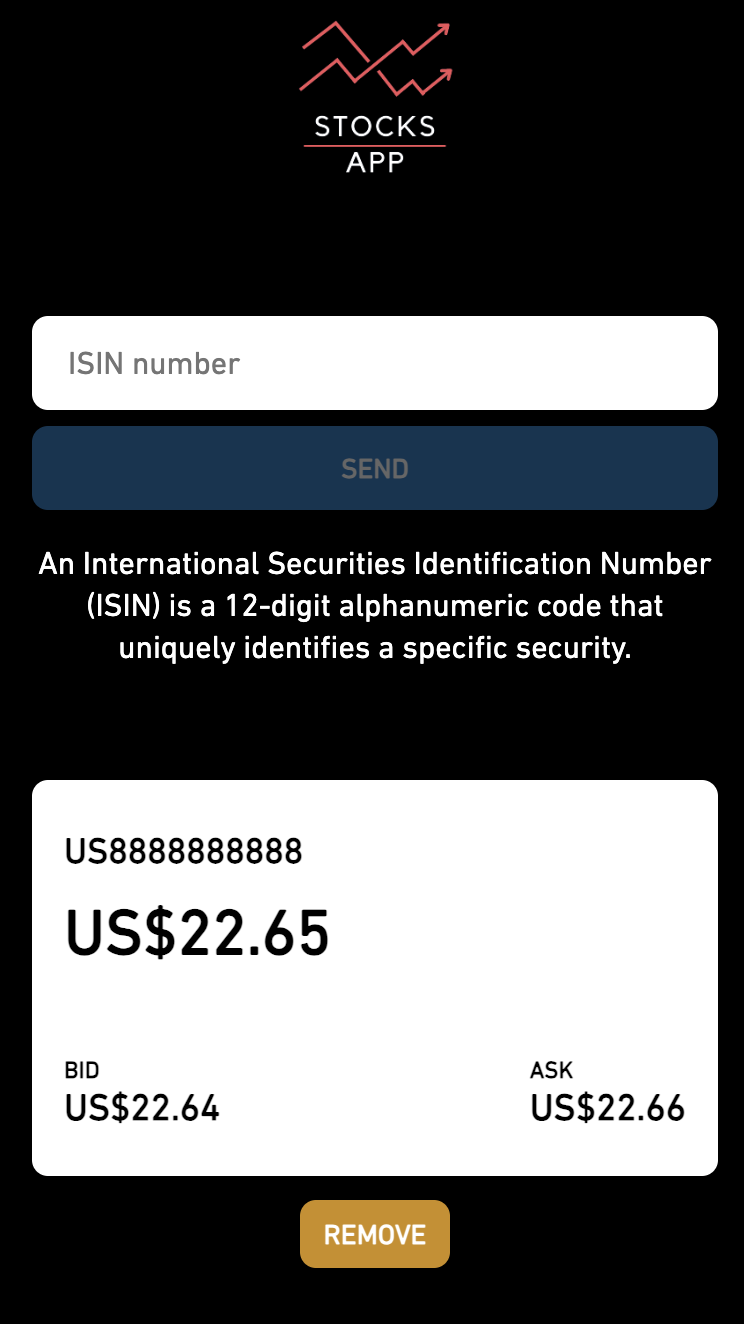 STOCKS
APP
ISIN number
SEND
An International Securities Identification Number
(ISIN) is a 12-digit alphanumeric code that
uniquely identifies a specific security.
US8888888888
US$22.65
BID
ASK
US$22.64
US$22.66
REMOVE